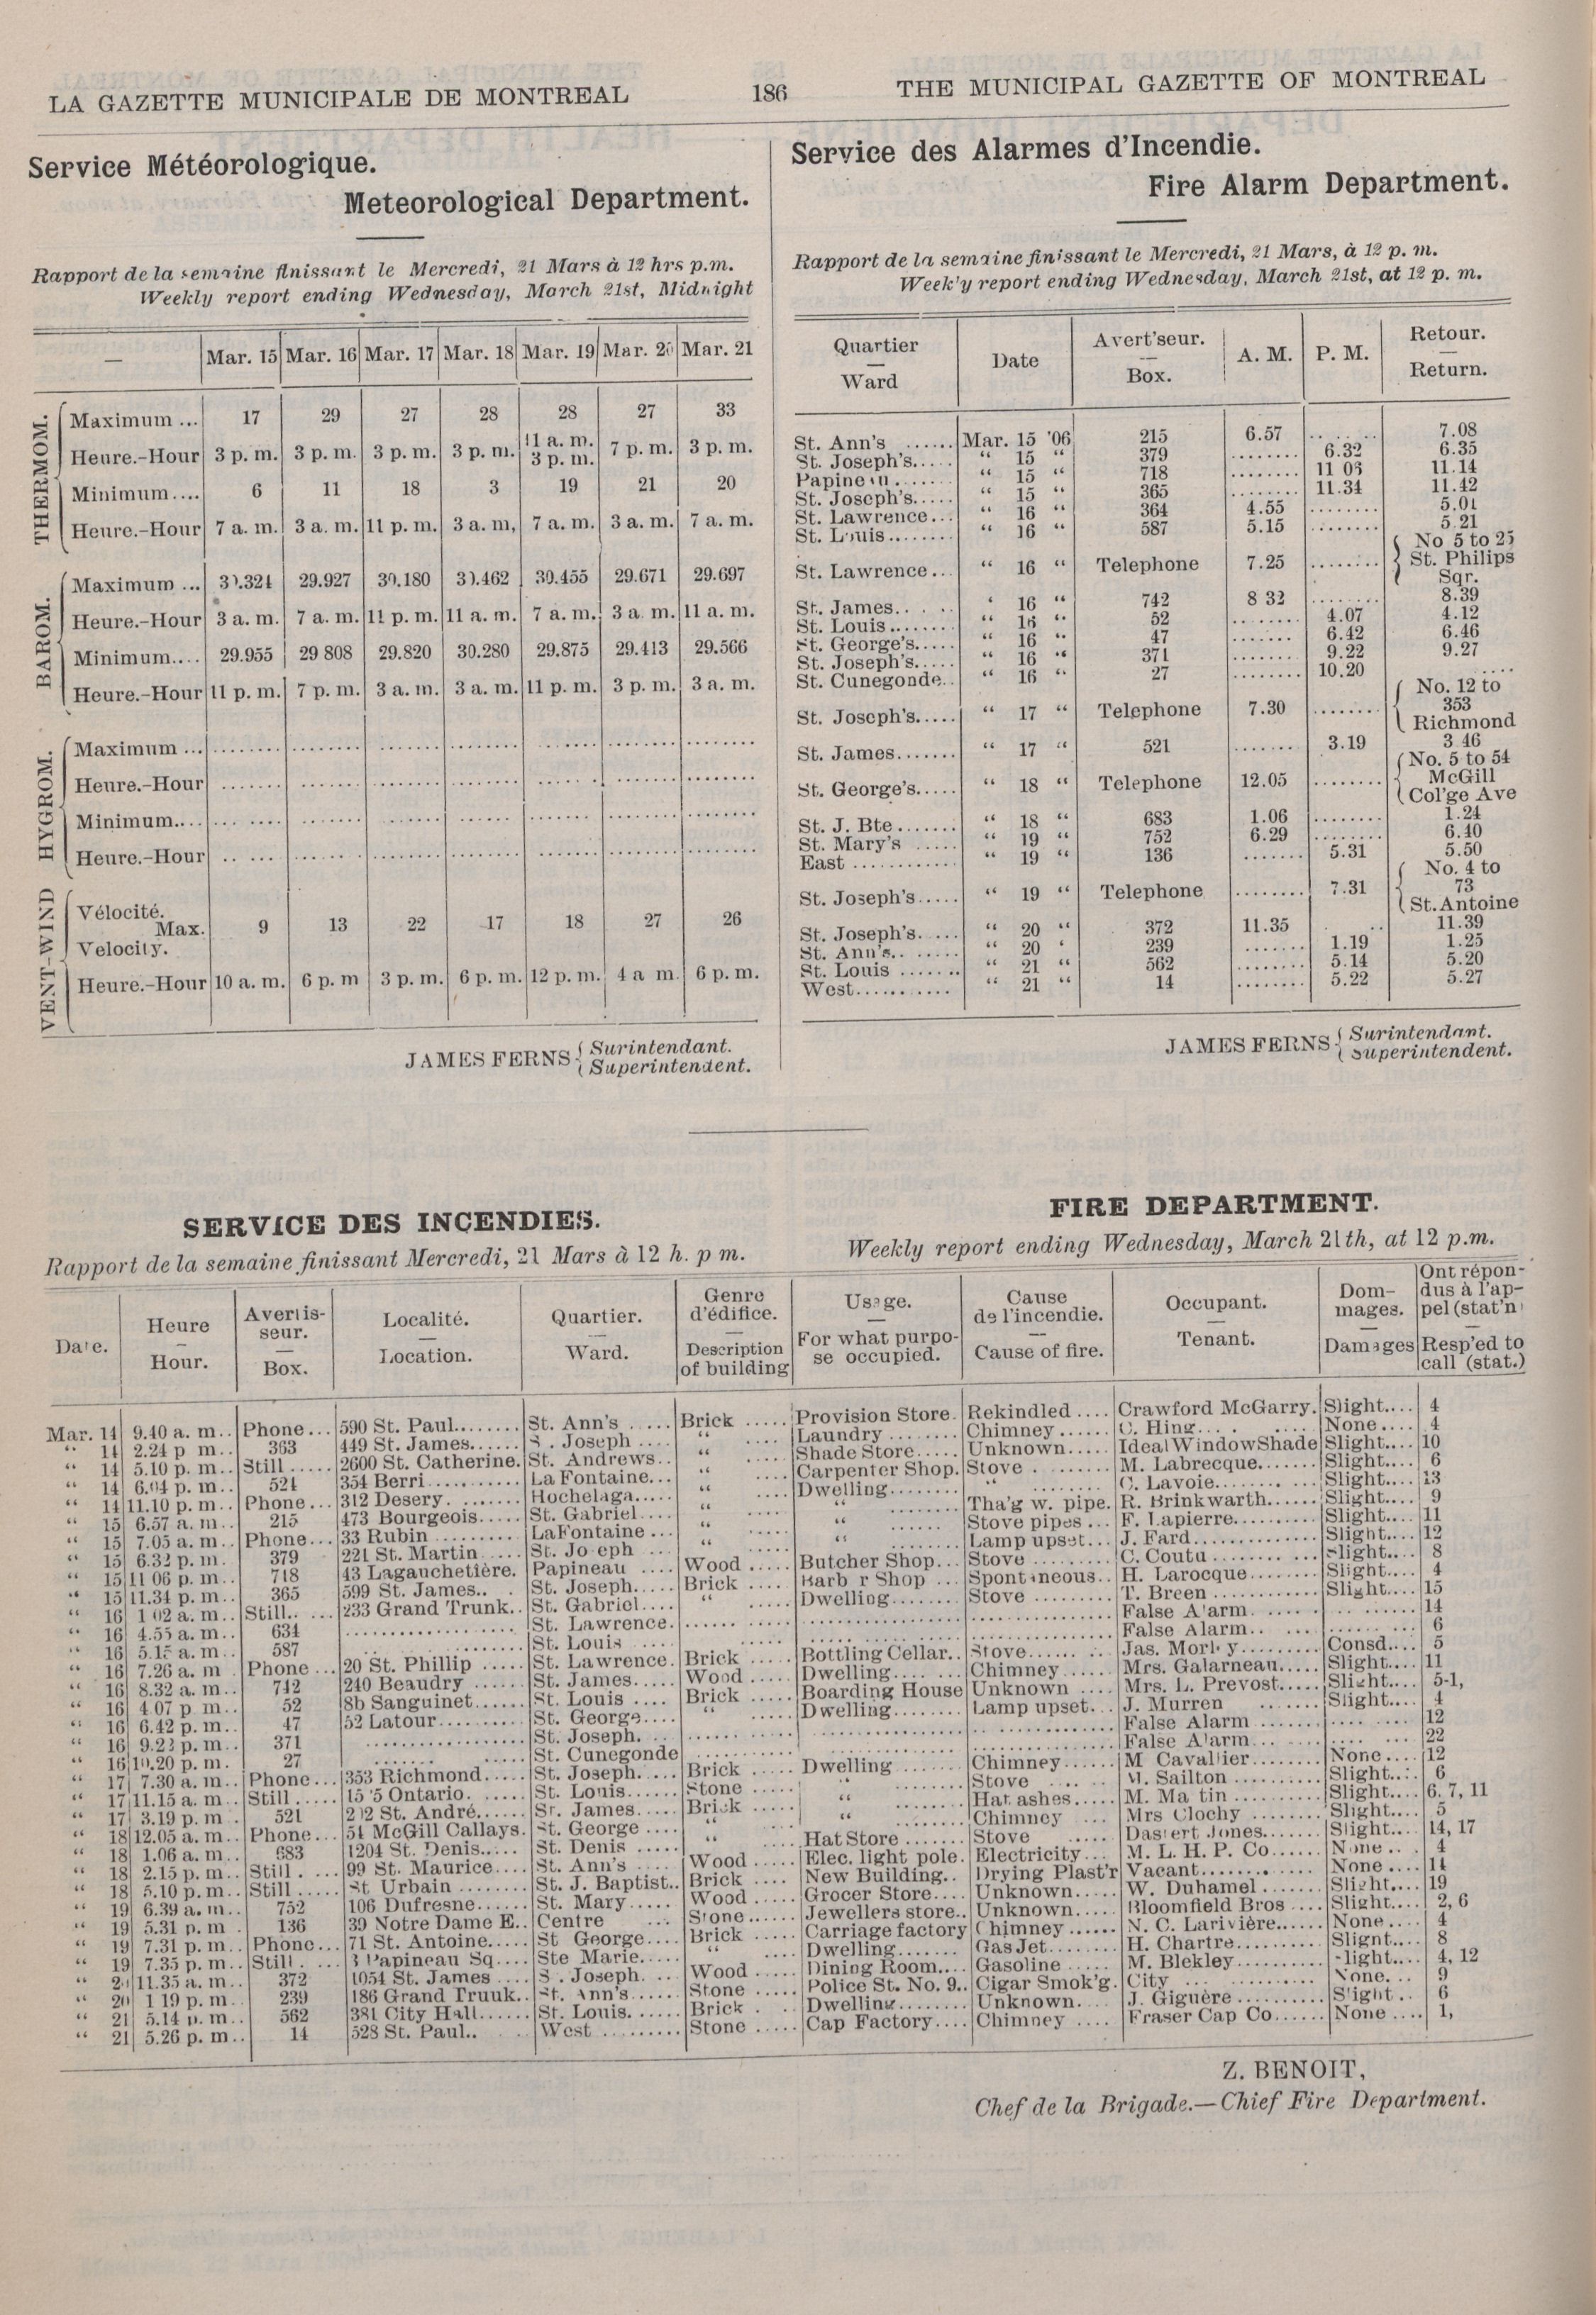 LA GAZETTE MUNICIPALE DE MONTREAL 186 THE MUNICIPAL GAZETTE OF MONTREAL
Service Météorologique.
Meteorological Department.
Rapport de la semaine finissant le Mercredi, 21 Mars à 12 hrs p.m.
Weekly report ending Wednesday, March 21st, Midnight
— Mar. 15 Mar. 16 Mar. 17 Mar. 18 Mar. 19 Mar. 20 Mar. 21
THERMOM.
Maximum ... 17 29 27 28 28 27 33
Heure.-Hour 3 p. m. 3 p. m. 3 p. m. 3 p. m. 11 a. m. 3 p. m. 7 p. m. 3 p. m.
Minimum.... 6 11 18 3 19 21 20
Heure.-Hour 7 a. m. 3 a. m. 11 p. m. 3 a. m, 7 a. m. 3 a. m. 7 a. m.
BAROM.
Maximum ... 30.324 29.927 30.180 30.462 30.455 29.671 29.697
Heure.-Hour 3 a. m. 7 a. m. 11 p. m. 11 a. m. 7 a. m. 3 a. m. 11 a. m.
Minimum.... 29.955 29 808 29.820 30.280 29.875 29.413 29.566
Heure.-Hour 11 p. m. 7 p. m. 3 a. m. 3 a. m. 11 p. m. 3 p. m. 3 a. m.
HYGROM.
Maximum ...
Heure.-Hour
Minimum....
Heure.-Hour
VENT-WIND
Vélocité.
Max. 9 13 22 17 18 27 26
Velocity.
Heure.-Hour 10 a. m. 6 p. m 3 p. m. 6 p. m. 12 p. m. 4 a m. 6 p. m.
JAMES FERNS { Surintendant.
Superintendent.
Service des Alarmes d'Incendie.
Fire Alarm Department.
Rapport de la semaine finissant le Mercredi, 21 Mars, à 12 p. m.
Week'y report ending Wednesday, March 21st, at 12 p. m.
Quartier — Ward Date Avert'seur. — Box. A. M. P. M. Retour. — Return.
St. Ann's ...... Mar. 15 '06 215 6.57 ........ 7.08
St. Joseph's..... “ 15 “ 379 ........ 6.32 6.35
Papineau ....... “ 15 “ 718 ........ 11 03 11.14
St. Joseph's..... “ 15 “ 365 ........ 11.34 11.42
St. Lawrence... “ 16 “ 364 4.55 ........ 5.01
St. Louis........ “ 16 “ 587 5.15 ........ 5.21
St. Lawrence... “ 16 “ Telephone 7.25 ........ { No 5 to 25 St. Philips Sqr.
St. James....... “ 16 “ 742 8 32 ........ 8.39
St. Louis........ “ 16 “ 52 ........ 4.07 4.12
St. George's..... “ 16 “ 47 ........ 6.42 6.46
St. Joseph's..... “ 16 “ 371 ........ 9.22 9.27
St. Cunegonde.. “ 16 “ 27 ........ 10.20 ....
St. Joseph's..... “ 17 “ Telephone 7.30 ........ { No. 12 to 353 Richmond
St. James....... “ 17 “ 521 ........ 3.19 3 46
St. George's..... “ 18 “ Telephone 12.05 ........ { No. 5 to 54 McGill Col'ge Ave
St. J. Bte....... “ 18 “ 683 1.06 ........ 1.24
St. Mary's ..... “ 19 “ 752 6.29 ........ 6.40
East ............ “ 19 “ 136 ........ 5.31 5.50
St. Joseph's..... “ 19 “ Telephone ........ 7.31 { No. 4 to 73 St. Antoine
St. Joseph's..... “ 20 “ 372 11.35 .. 11.39
St. Ann's........ “ 20 “ 239 ........ 1.19 1.25
St. Louis ....... “ 21 “ 562 ........ 5.14 5.20
West............ “ 21 “ 14 ........ 5.22 5.27
JAMES FERNS { Surintendant.
Superintendent.
SERVICE DES INCENDIES.
FIRE DEPARTMENT.
Rapport de la semaine finissant Mercredi, 21 Mars à 12 h. p m.
Weekly report ending Wednesday, March 21th, at 12 p.m.
Date. Heure — Hour. Avertisseur. — Box. Localité. — Location. Quartier. — Ward. Genre d'édifice. — Description of building Usage. — For what purpose occupied. Cause de l'incendie. — Cause of fire. Occupant. — Tenant. Dommages. — Damages Ont répondus à l'appel (stat'n) Resp'ed to call (stat.)
Mar. 14 9.40 a. m.. Phone... 590 St. Paul........ St. Ann's ..... Brick ..... Provision Store. Rekindled .... Crawford McGarry. Slight.... 4
“ 14 2.24 p m.. 363 449 St. James...... S . Joseph .... “ .... Laundry ........ Chimney ...... C. Hing.... None.... 4
“ 14 5.10 p. m.. Still ..... 2600 St. Catherine. St. Andrews.. “ .... Shade Store..... Unknown..... Ideal Window Shade Slight.... 10
“ 14 6.04 p. m.. 524 354 Berri.......... La Fontaine... “ .... Carpenter Shop. Stove ........ M. Labrecque....... Slight.... 6
“ 14 11.10 p. m.. Phone... 312 Desery. ........ Hochelaga..... “ .... Dwelling........ “ ........ C. Lavoie........ Slight.... 13
“ 15 6.57 a. m.. 215 473 Bourgeois..... St. Gabriel.... “ ..... “ ........ Tha'g w. pipe. R. Brinkwarth...... Slight.... 9
“ 15 7.05 a. m.. Phone... 33 Rubin .......... LaFontaine ... “ ..... “ ...... Stove pipes ... F. Lapierre.......... Slight.... 11
“ 15 6.32 p. m. 379 221 St. Martin ..... St. Jo eph ... “ ..... “ ........ Lamp upset... J. Fard............. Slight.... 12
“ 15 11 06 p. m.. 718 43 Lagauchetière. Papineau .... Wood ..... Butcher Shop... Stove ......... C. Coutu ........ Slight.... 8
“ 15 11.34 p. m.. 365 599 St. James.. . St. Joseph..... Brick .... Barb r Shop ... Spontaneous.. H. Larocque........ Slight.... 4
“ 16 1 02 a. m.. Still.. ... 233 Grand Trunk.. St. Gabriel.... “ ..... Dwelling........ Stove ......... T. Breen .......... Slight.... 15
“ 16 4.55 a. m.. 634 ........ St. Lawrence. ........ False A'arm. ........ 14
“ 16 5.15 a. m.. 587 ........ St. Louis .... ........ False Alarm.. ........ 6
“ 16 7.26 a. m . Phone ... 20 St. Phillip ..... St. Lawrence. Brick ..... Bottling Cellar.. Stove........ Jas. Morl y......... Consd.... 5
“ 16 8.32 a. m.. 742 240 Beaudry ...... St. James..... Wood ..... Dwelling........ Chimney ..... Mrs. Galarneau..... Slight.... 11
“ 16 4 07 p m.. 52 8b Sanguinet...... St. Louis .... Brick ..... Boarding House Unknown .... Mrs. L. Prevost..... Slight.... 5-1,
“ 16 6.42 p. m.. 47 52 Latour.......... St. George.... “ ..... Dwelling........ Lamp upset... J. Murren ....... Slight.... 4
“ 16 9.22 p. m.. 371 ........ St. Joseph. ... ........ False Alarm ....... 12
“ 16 10.20 p. m. 27 ........ St. Cunegonde ........ False A'arm... .... 22
“ 17 7.30 a. m.. Phone... 353 Richmond..... St. Joseph..... Brick ..... Dwelling ........ Chimney...... M Cavallier........ None.... 12
“ 17 11.15 a. m.. Still ..... 15 5 Ontario. ...... St. Louis...... Stone ..... “ ........ Stove .... M. Sailton .......... Slight.... 6
“ 17 3.19 p. m . 521 202 St. André...... St. James..... Brick ..... “ ........ Hat ashes..... M. Ma tin .......... Slight.... 6. 7, 11
“ 18 12.05 a. m.. Phone... 54 McGill Callays. St. George .... “ “ ........ Chimney ... Mrs Clochy ........ Slight.... 5
“ 18 1.06 a. m.. 683 1204 St. Denis..... St. Denis ..... “ .... Hat Store ....... Stove ..... Dastert Jones....... Slight.... 14, 17
“ 18 2.15 p. m.. Still . .... 99 St. Maurice.... St. Ann's .... Wood ..... Elec. light pole. Electricity... M. L. H. P. Co...... None .. . 4
“ 18 5.10 p. m.. Still ..... St. Urbain ........ St. J. Baptist.. Brick .... New Building.. Drying Plast'r Vacant............ None .... 14
“ 19 6.39 a. m.. 752 106 Dufresne...... St. Mary..... Wood ..... Grocer Store.... Unknown..... W. Duhamel ....... Slight.... 19
“ 19 5.31 p. m . 136 39 Notre Dame E.. Centre ... Stone...... Jewellers store.. Unknown..... Bloomfield Bros .... Slight.... 2, 6
“ 19 7.31 p. m.. Phone... 71 St. Antoine..... St George.... Brick ..... Carriage factory Chimney ...... N. C. Larivière...... None.... 4
“ 19 7.35 p. m.. Still. .... 3 Papineau Sq.... Ste Marie..... “ .... Dwelling....... Gas Jet........ H. Chartre.......... Slignt.... 8
“ 20 11.35 a. m.. 372 1054 St. James .... S . Joseph. ... Wood ..... Dining Room.... Gasoline ..... M. Blekley.......... Slight.... 4, 12
“ 20 1 19 p. m.. 239 186 Grand Truuk.. St. Ann's...... Stone ..... Police St. No. 9.. Cigar Smok'g. City ... .......... None. .. 9
“ 21 5.14 p. m.. 562 381 City Hall...... St. Louis. ..... Brick . .. Dwelling........ Unknown. ... J. Giguère .......... Slight .. 6
“ 21 5.26 p. m.. 14 528 St. Paul.. .. West .......... Stone ..... Cap Factory.... Chimney .... Fraser Cap Co...... None .... 1,
Z. BENOIT,
Chef de la Brigade.—Chief Fire Department.